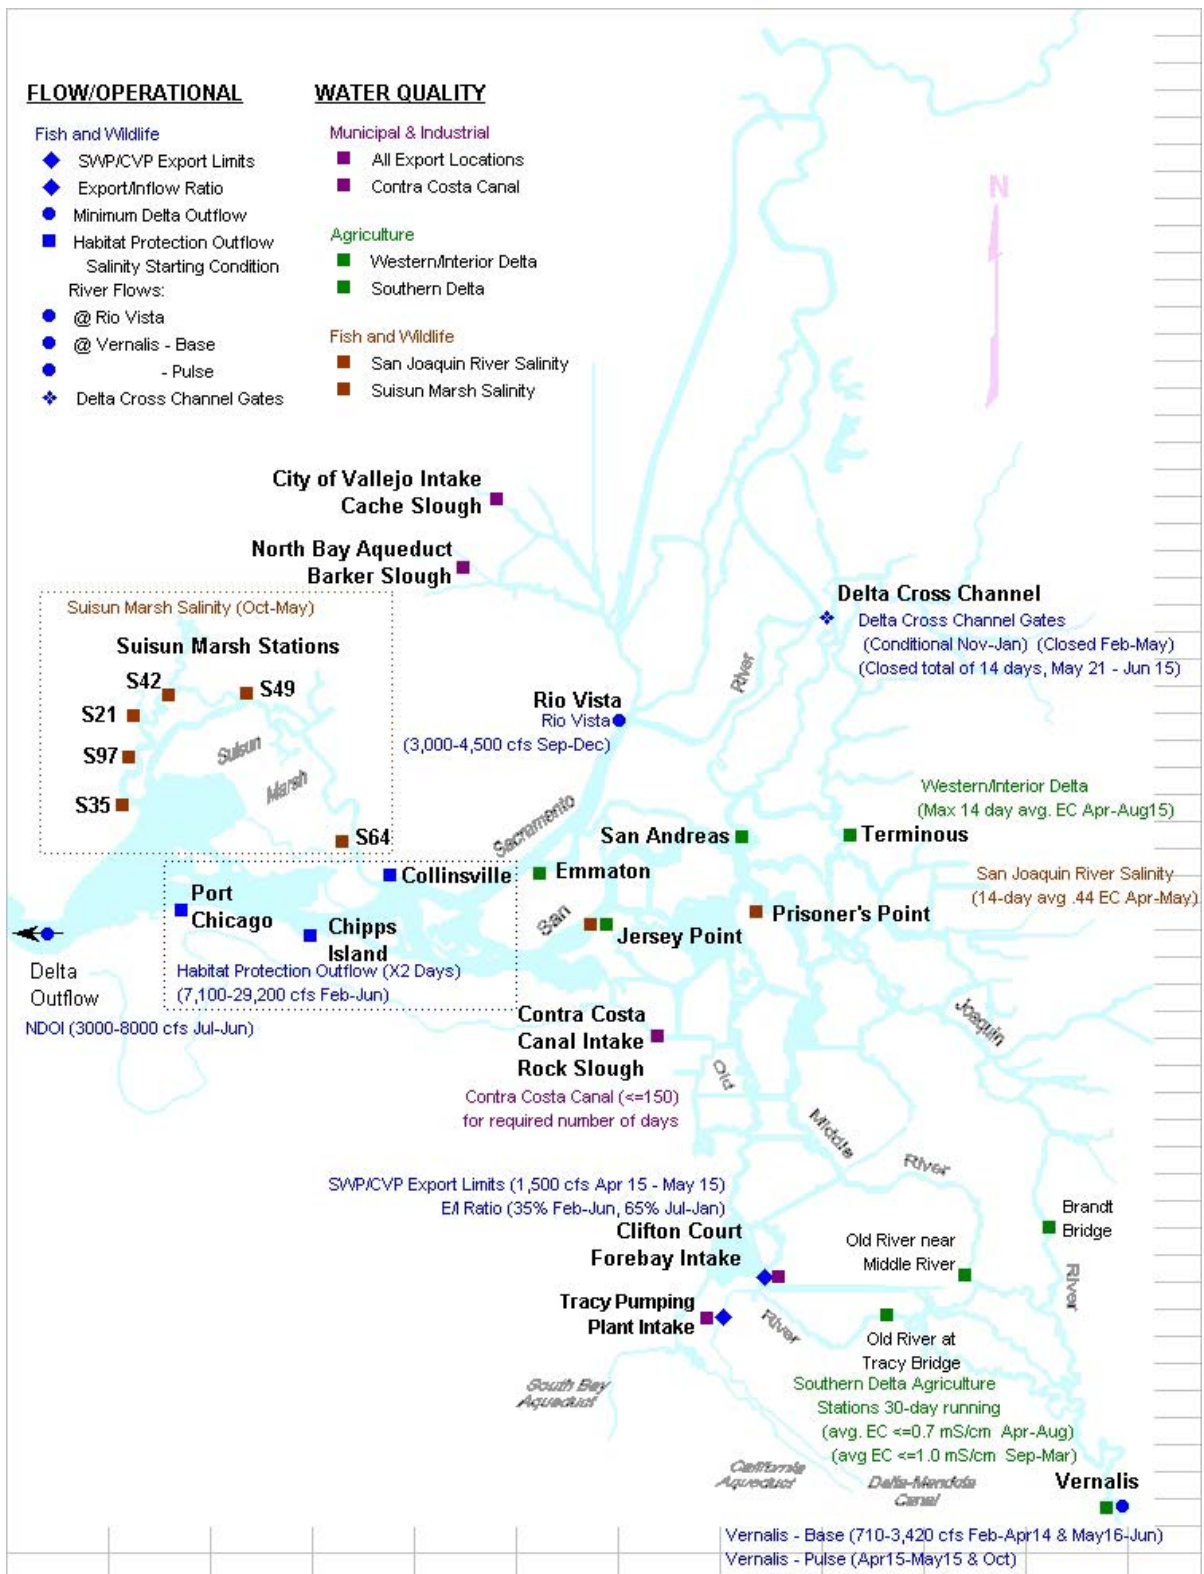 FLOW/OPERATIONAL
Fish and Wildlife
SWP/CVP Export Limits
Export/Inflow Ratio
Minimum Delta Outflow
Habitat Protection Outflow
Salinity Starting Condition
River Flows:
@ Rio Vista
@ Vernalis - Base
- Pulse
Delta Cross Channel Gates
WATER QUALITY
Municipal & Industrial
All Export Locations
Contra Costa Canal
Agriculture
Western/Interior Delta
Southern Delta
Fish and Wildlife
San Joaquin River Salinity
Suisun Marsh Salinity
N
City of Vallejo Intake
Cache Slough
North Bay Aqueduct
Barker Slough
Suisun Marsh Salinity (Oct-May)
Suisun Marsh Stations
S42
S49
S21
S97
S35
S64
Suisun
Marsh
Delta Cross Channel
Delta Cross Channel Gates
(Conditional Nov-Jan) (Closed Feb-May)
(Closed total of 14 days, May 21 - Jun 15)
River
Rio Vista
Rio Vista
(3,000-4,500 cfs Sep-Dec)
Sacramento
Western/Interior Delta
(Max 14 day avg. EC Apr-Aug15)
San Andreas
Terminous
Collinsville
Emmaton
San Joaquin River Salinity
(14-day avg .44 EC Apr-May)
Port
Chicago
Chipps
Island
San
Jersey Point
Prisoner's Point
Delta
Outflow
Habitat Protection Outflow (X2 Days)
(7,100-29,200 cfs Feb-Jun)
NDOI (3000-8000 cfs Jul-Jun)
Joaquin
Contra Costa
Canal Intake
Rock Slough
Contra Costa Canal (<=150)
for required number of days
Old
Middle
River
SWP/CVP Export Limits (1,500 cfs Apr 15 - May 15)
E/I Ratio (35% Feb-Jun, 65% Jul-Jan)
Clifton Court
Forebay Intake
Brandt
Bridge
Old River near
Middle River
River
Tracy Pumping
Plant Intake
River
Old River at
Tracy Bridge
South Bay
Aqueduct
Southern Delta Agriculture
Stations 30-day running
(avg. EC <=0.7 mS/cm Apr-Aug)
(avg EC <=1.0 mS/cm Sep-Mar)
California
Aqueduct
Delta-Mendota
Canal
Vernalis
Vernalis - Base (710-3,420 cfs Feb-Apr14 & May16-Jun)
Vernalis - Pulse (Apr15-May15 & Oct)